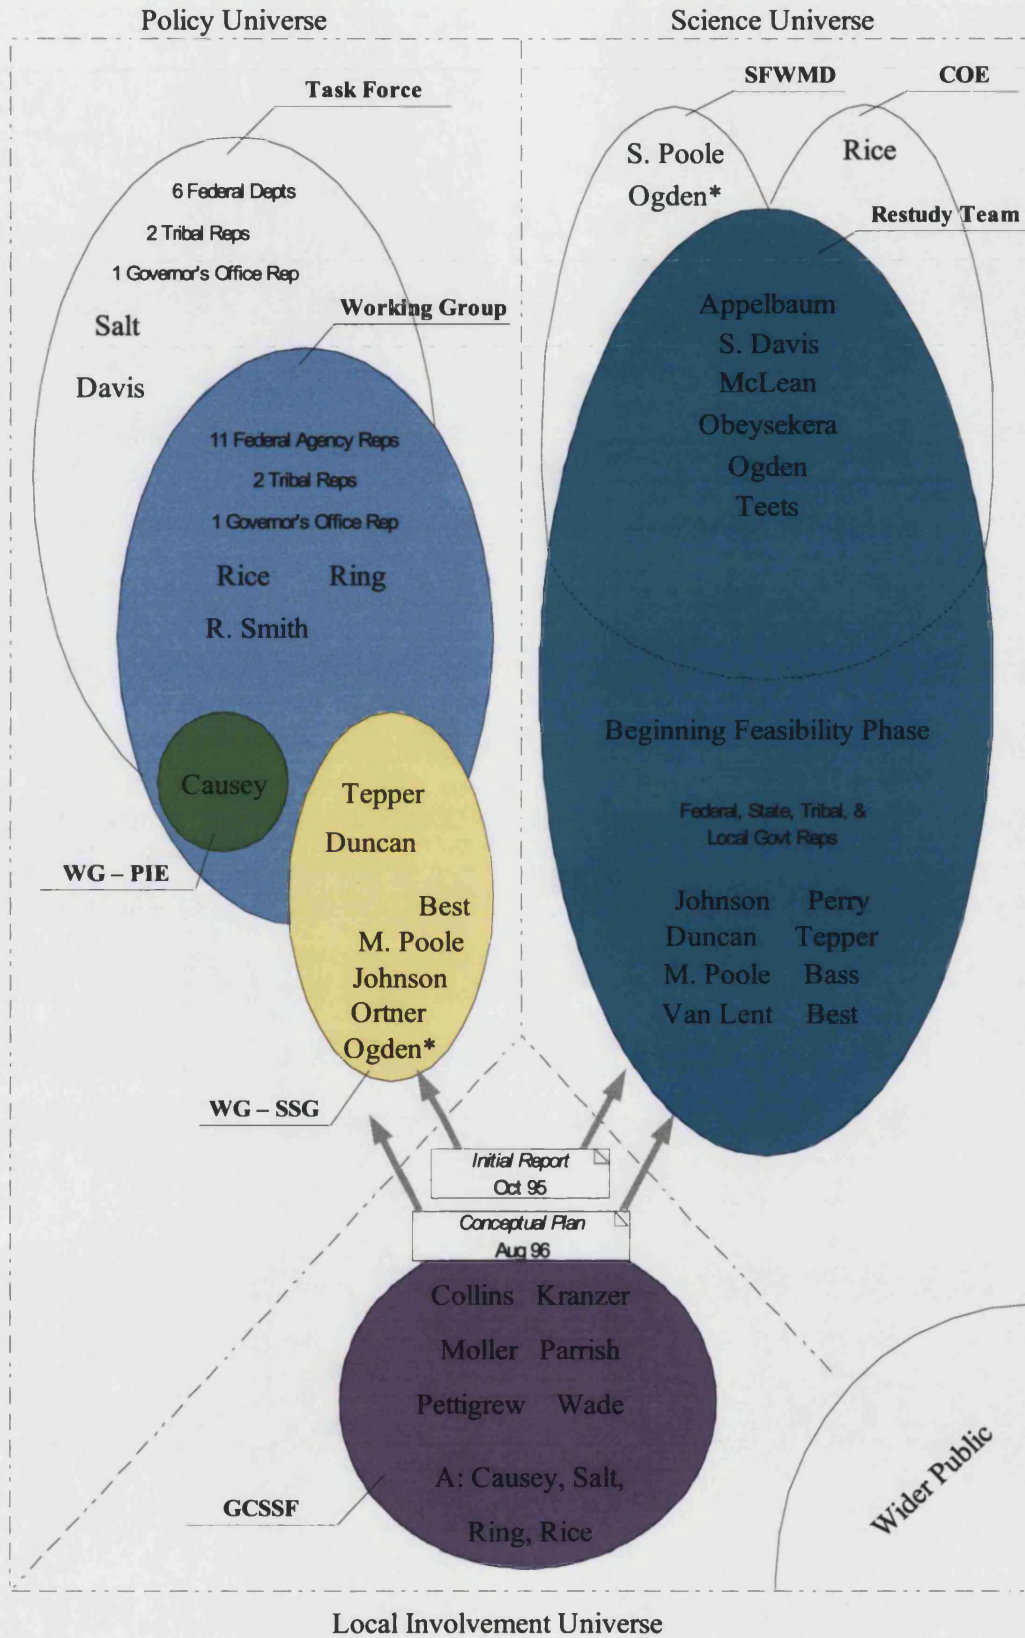 Policy Universe
Science Universe
Task Force
6 Federal Depts
2 Tribal Reps
1 Governor's Office Rep
Salt
Davis
Working Group
11 Federal Agency Reps
2 Tribal Reps
1 Governor's Office Rep
Rice Ring
R. Smith
Causey
WG – PIE
Tepper
Duncan
Best
M. Poole
Johnson
Ortner
Ogden*
WG – SSG
SFWMD
COE
S. Poole
Ogden*
Rice
Restudy Team
Appelbaum
S. Davis
McLean
Obeysekera
Ogden
Teets
Beginning Feasibility Phase
Federal, State, Tribal, &
Local Govt Reps
Johnson Perry
Duncan Tepper
M. Poole Bass
Van Lent Best
Initial Report
Oct 95
Conceptual Plan
Aug 96
Collins Kranzer
Moller Parrish
Pettigrew Wade
A: Causey, Salt,
Ring, Rice
GCSSF
Wider Public
Local Involvement Universe